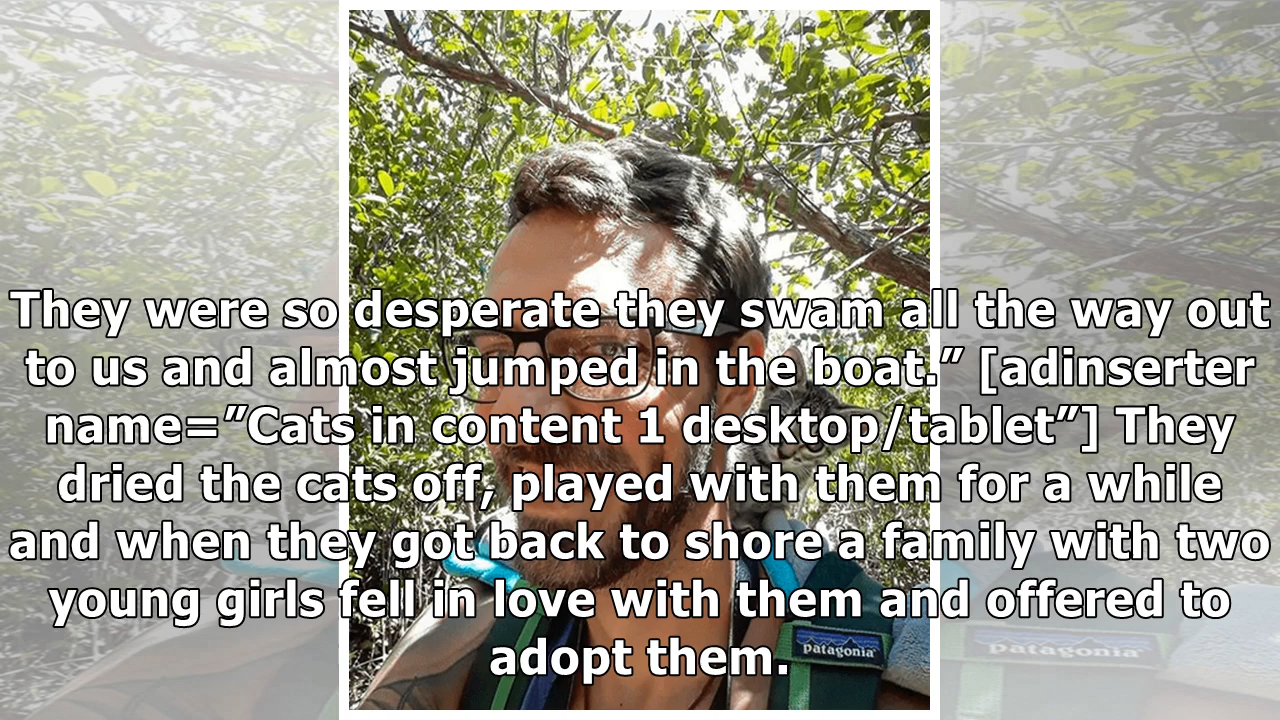 They were so desperate they swam all the way out
to us and almost jumped in the boat.” [adinserter
name=”Cats in content 1 desktop/tablet”] They
dried the cats off, played with them for a while
and when they got back to shore a family with two
young girls fell in love with them and offered to
adopt them.
patagonia
patagonia